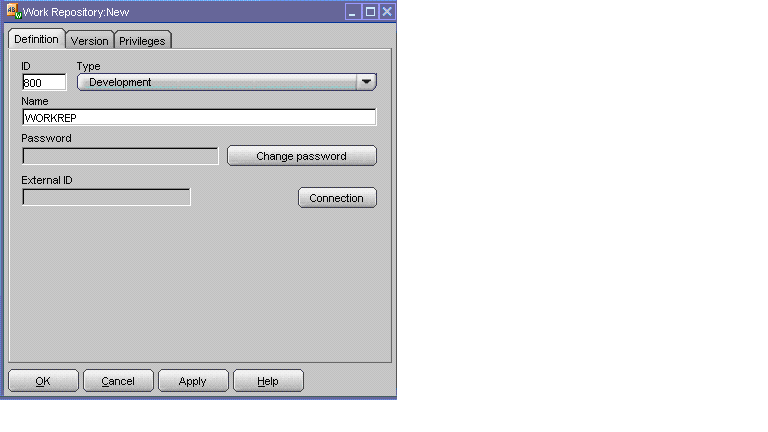 Work Repository:New
Definition Version Privileges
ID Type
800 Development
Name
WORKREP
Password
Change password
External ID
Connection
OK Cancel Apply Help